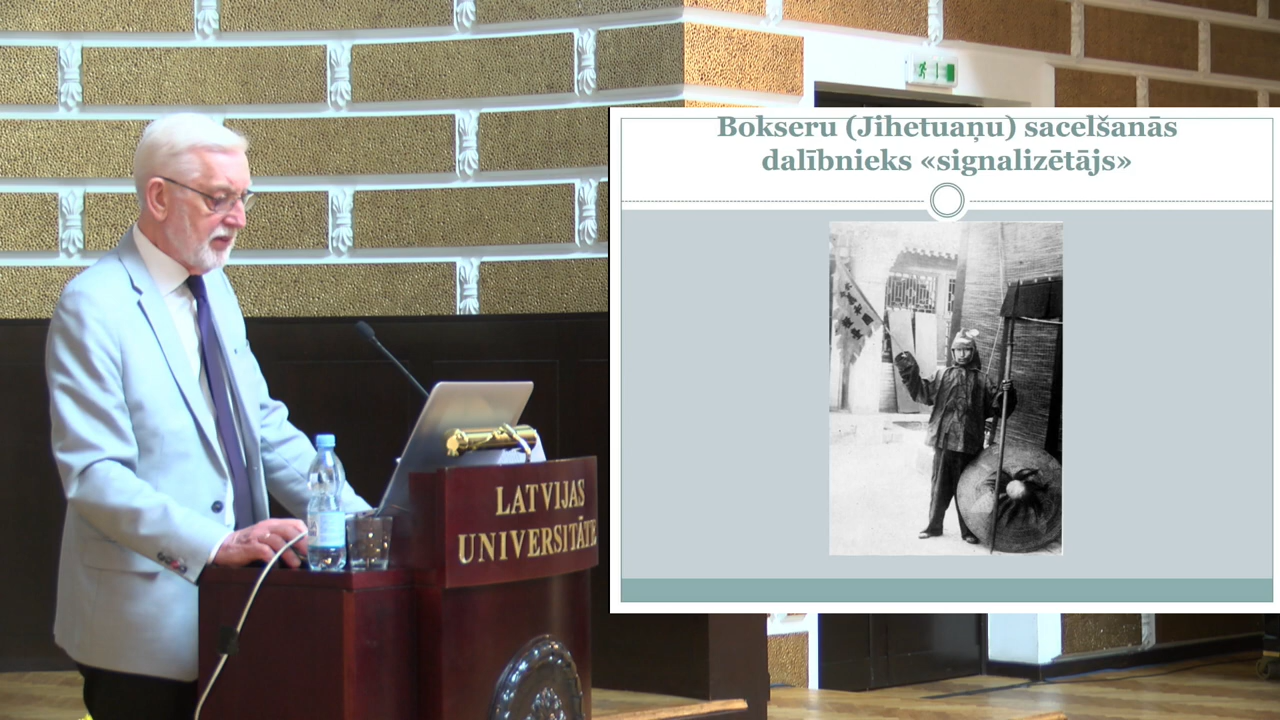 Bokseru (Jihetuaņu) sacelšanās
dalībnieks «signalizētājs»
LATVIJAS
UNIVERSITĀTE